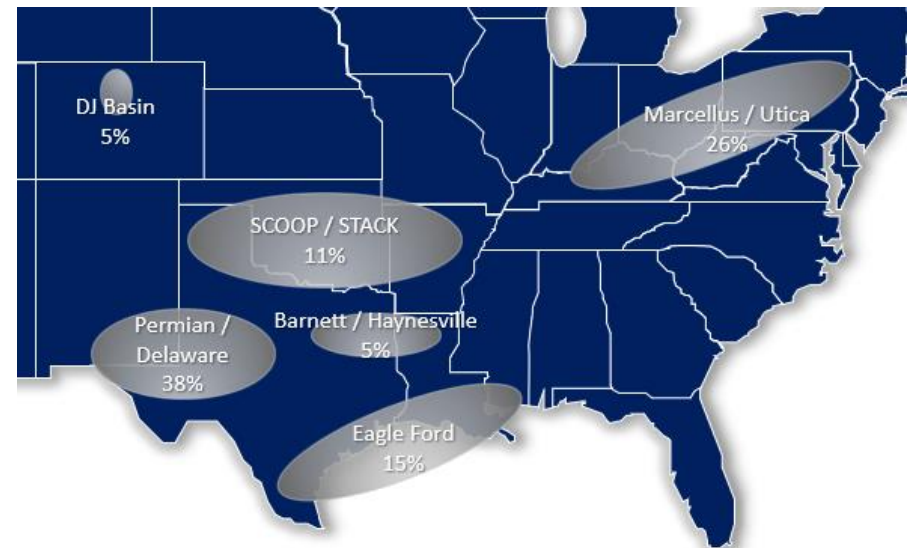 DJ Basin
5%
Marcellus / Utica
26%
SCOOP / STACK
11%
Permian /
Delaware
38%
Barnett / Haynesville
5%
Eagle Ford
15%